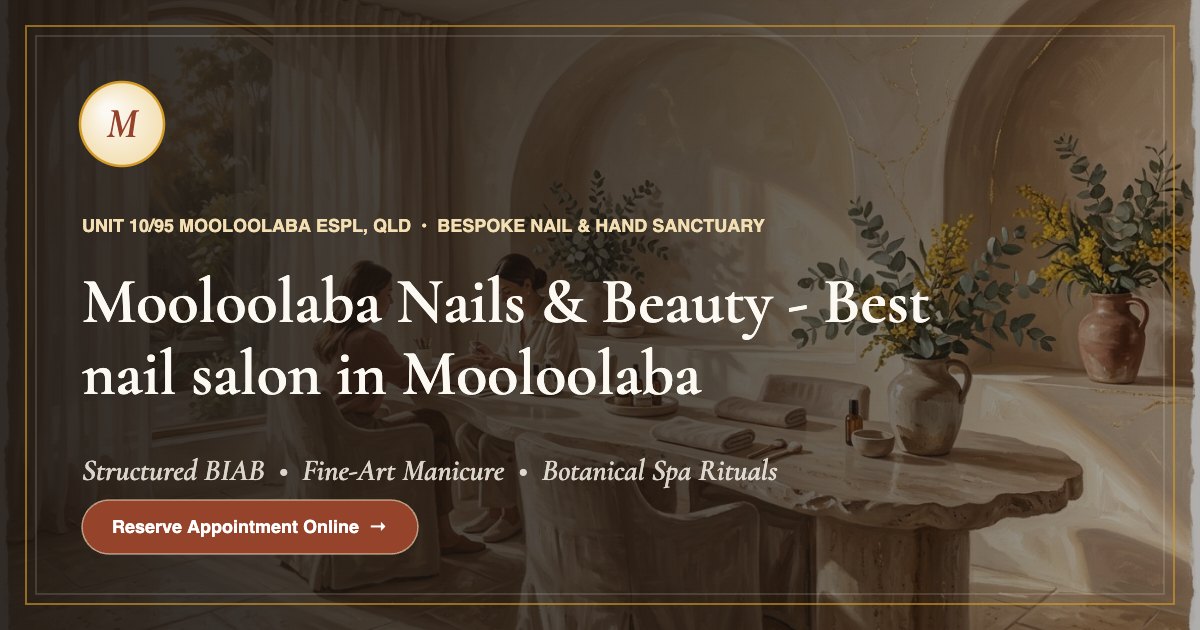 M
UNIT 10/95 MOOLOOLABA ESPL, QLD • BESPOKE NAIL & HAND SANCTUARY
Mooloolaba Nails & Beauty - Best
nail salon in Mooloolaba
Structured BIAB • Fine-Art Manicure • Botanical Spa Rituals
Reserve Appointment Online →